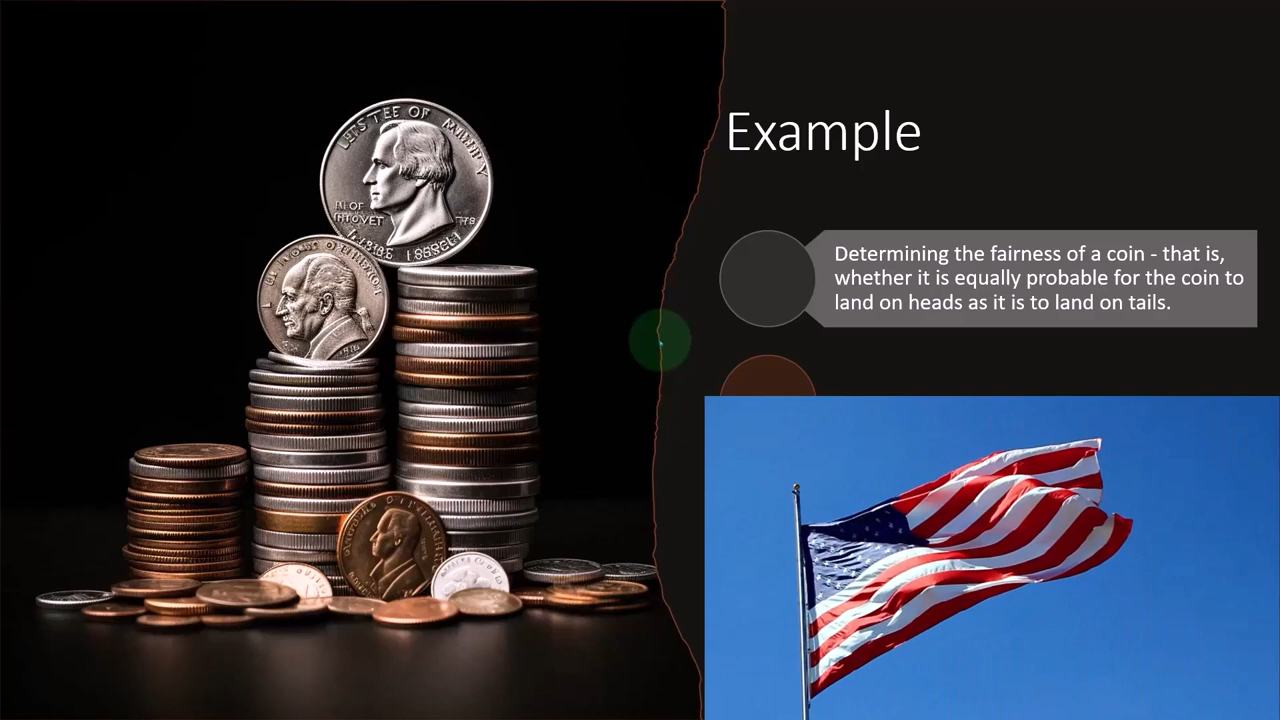 Example
Determining the fairness of a coin - that is,
whether it is equally probable for the coin to
land on heads as it is to land on tails.